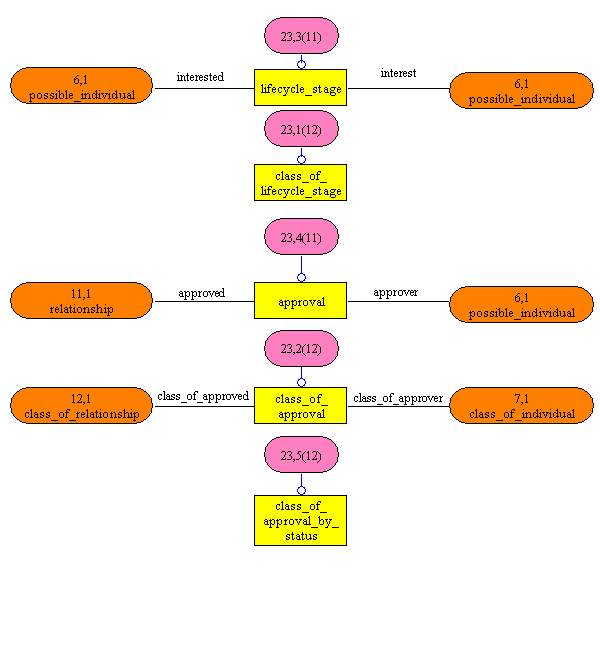 23,3(11)
6,1
possible_individual
interested
lifecycle_stage
interest
6,1
possible_individual
23,1(12)
class_of_
lifecycle_stage
23,4(11)
11,1
relationship
approved
approval
approver
6,1
possible_individual
23,2(12)
12,1
class_of_relationship
class_of_approved
class_of_
approval
class_of_approver
7,1
class_of_individual
23,5(12)
class_of_
approval_by_
status